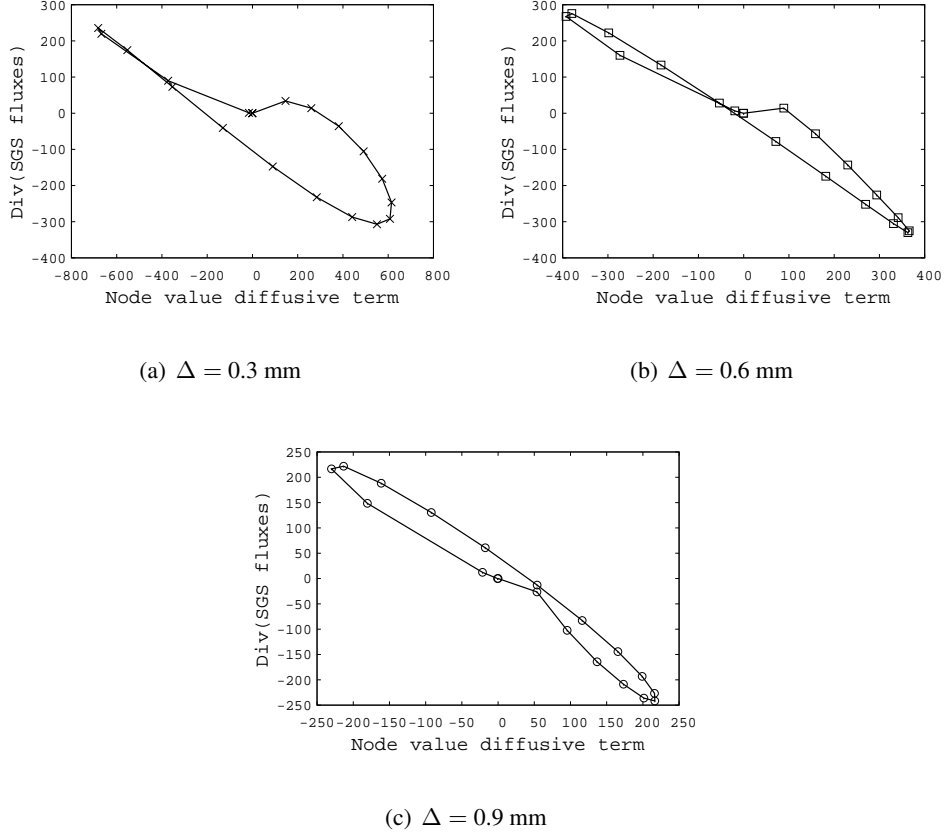 300
200
100
0
-100
-200
-300
-400
-800 -600 -400 -200 0 200 400 600 800
Div(SGS fluxes)
Node value diffusive term
(a) Δ = 0.3 mm
300
200
100
0
-100
-200
-300
-400
-400 -300 -200 -100 0 100 200 300 400
Div(SGS fluxes)
Node value diffusive term
(b) Δ = 0.6 mm
250
200
150
100
50
0
-50
-100
-150
-200
-250
-250 -200 -150 -100 -50 0 50 100 150 200 250
Div(SGS fluxes)
Node value diffusive term
(c) Δ = 0.9 mm